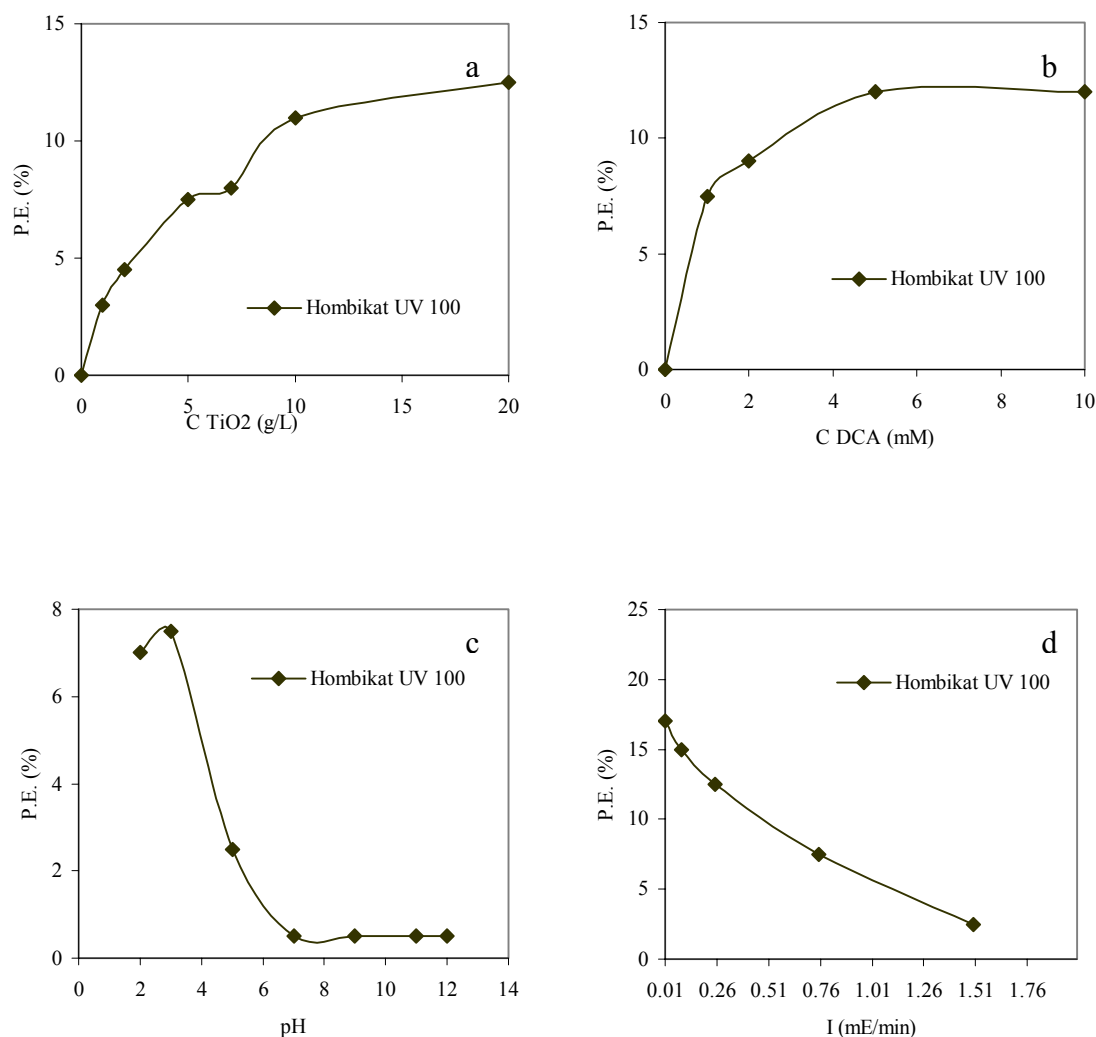 a
15
10
5
0
P.E. (%)
Hombikat UV 100
0 5 10 15 20
C TiO2 (g/L)
b
15
10
5
0
P.E. (%)
Hombikat UV 100
0 2 4 6 8 10
C DCA (mM)
c
8
6
4
2
0
P.E. (%)
Hombikat UV 100
0 2 4 6 8 10 12 14
pH
d
25
20
15
10
5
0
P.E. (%)
Hombikat UV 100
0.01 0.26 0.51 0.76 1.01 1.26 1.51 1.76
I (mE/min)